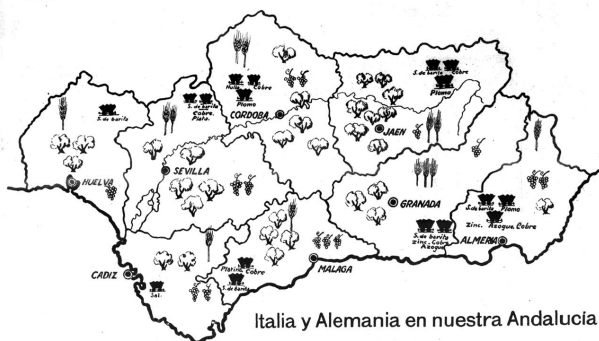 S. de barita
S. de barita
Cobre.
Plata.
Hulla
Cobre
Plomo
CORDOBA
S. de barita
Cobre
Plomo
JAEN
HUELVA
SEVILLA
GRANADA
S. de barita
Plomo
Zinc. Azogue. Cobre
S. de barita
Zinc. Cobre
Azogue
ALMERIA
Platino
Cobre
S. de barita
MALAGA
CADIZ
Sal.
Italia y Alemania en nuestra Andalucía